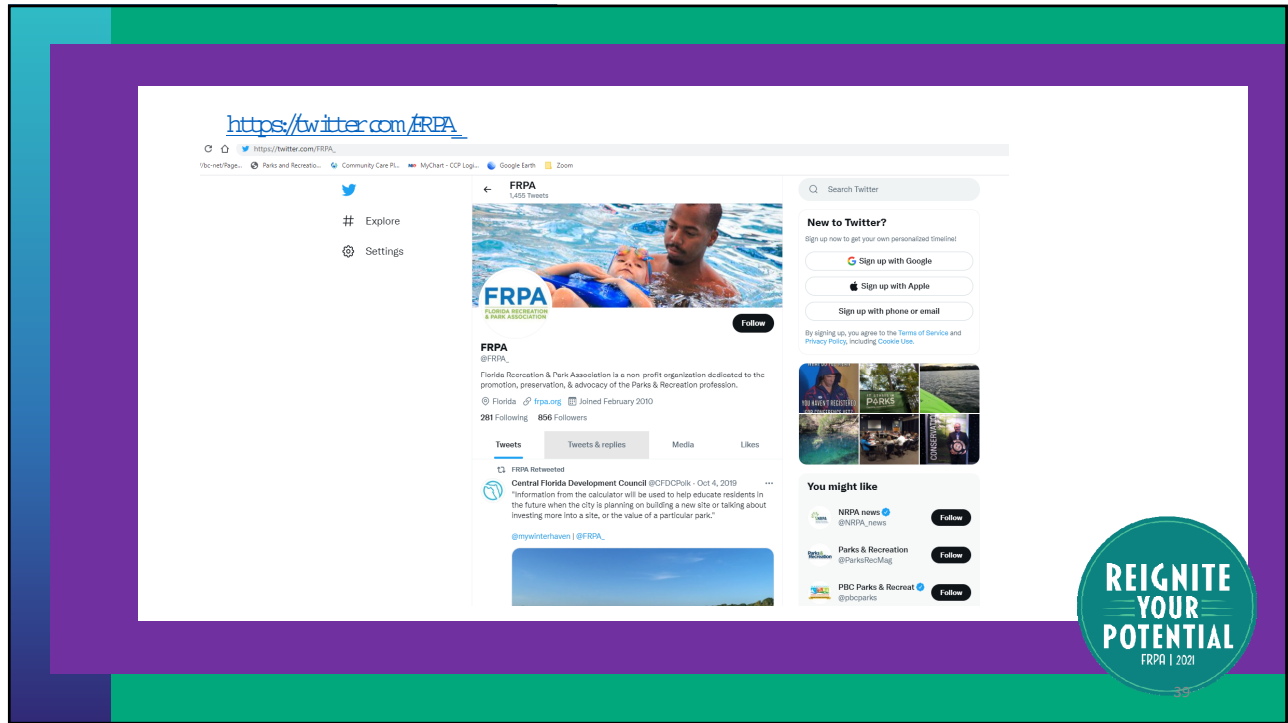 https://twitter.com/FRPA_
https://twitter.com/FRPA_
/bc-net/Page...
Parks and Recreatio...
Community Care Pl...
MyChart - CCP Logi...
Google Earth
Zoom
Explore
Settings
FRPA
1,455 Tweets
FRPA
FLORIDA RECREATION
& PARK ASSOCIATION
Follow
FRPA
@FRPA_
Florida Recreation & Park Association is a non-profit organization dedicated to the
promotion, preservation, & advocacy of the Parks & Recreation profession.
Florida frpa.org Joined February 2010
281 Following 856 Followers
Tweets Tweets & replies Media Likes
FRPA Retweeted
Central Florida Development Council @CFDCPolk · Oct 4, 2019 ...
"Information from the calculator will be used to help educate residents in
the future when the city is planning on building a new site or talking about
investing more into a site, or the value of a particular park."
@mywinterhaven | @FRPA_
Search Twitter
New to Twitter?
Sign up now to get your own personalized timeline!
Sign up with Google
Sign up with Apple
Sign up with phone or email
By signing up, you agree to the Terms of Service and
Privacy Policy, including Cookie Use.
YOU HAVEN'T REGISTERED
PARKS
CONSERVATIO
You might like
NRPA news
@NRPA_news
Follow
Parks & Recreation
@ParksRecMag
Follow
PBC Parks & Recreat
@pbcparks
Follow
REIGNITE
YOUR
POTENTIAL
FRPA | 2021
39